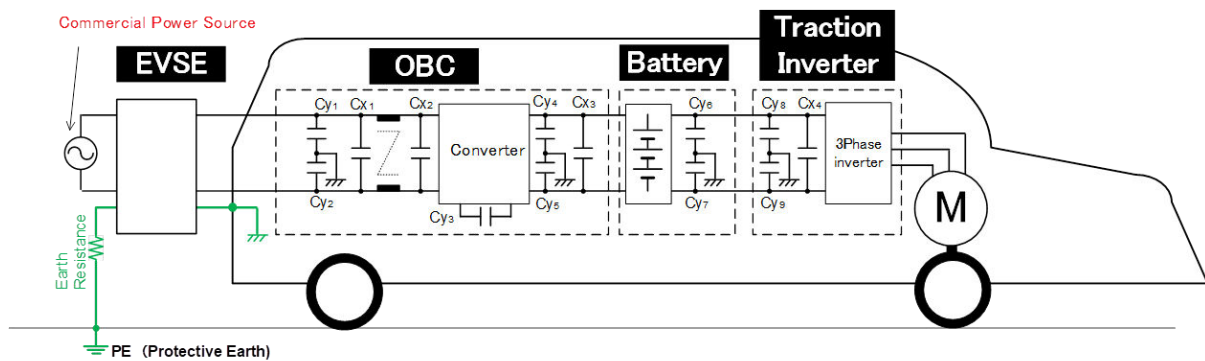 Commercial Power Source
EVSE
OBC
Battery
Traction
Inverter
Cy1
Cx1
Cx2
Cy4
Cx3
Cy6
Cy8
Cx4
Converter
3Phase
inverter
Cy2
Cy3
Cy5
Cy7
Cy9
M
Earth
Resistance
PE (Protective Earth)